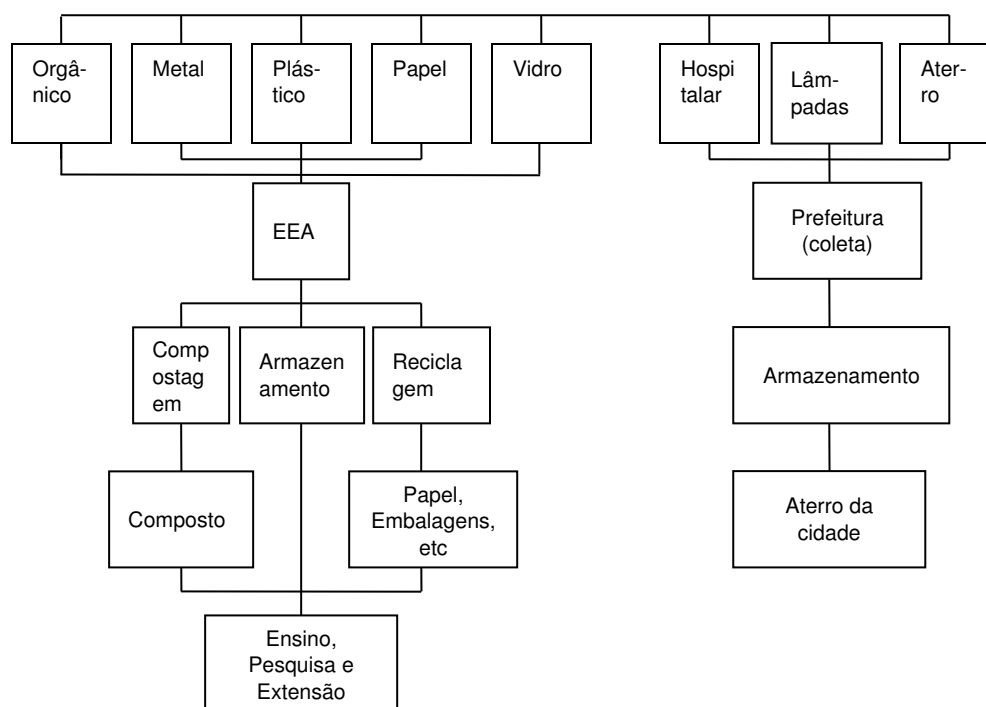 Orgâ-
nico
Metal
Plás-
tico
Papel
Vidro
Hospi
talar
Lâm-
padas
Ater-
ro
EEA
Prefeitura
(coleta)
Comp
ostag
em
Armazen
amento
Recicla
gem
Armazenamento
Composto
Papel,
Embalagens,
etc
Aterro da
cidade
Ensino,
Pesquisa e
Extensão